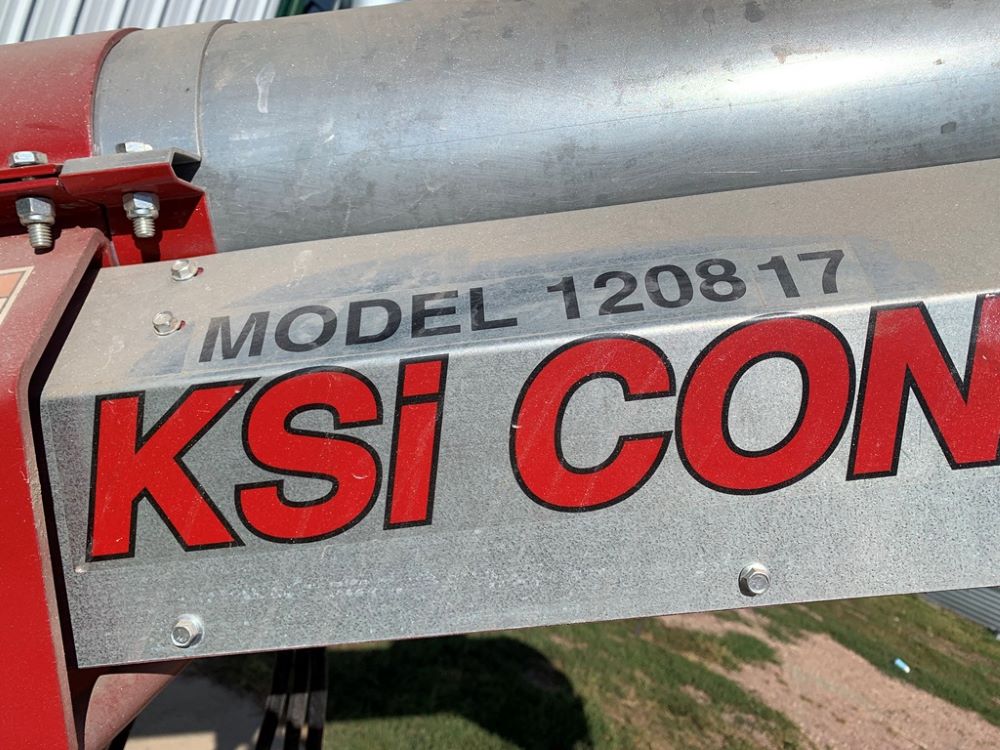 MODEL 120817
KSi CON